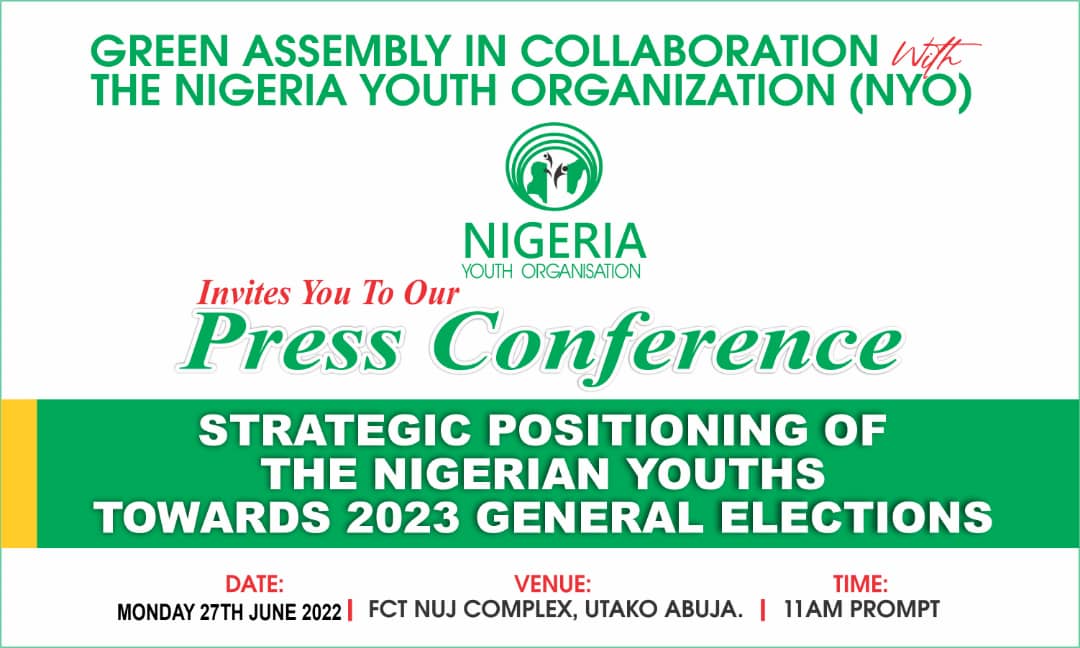 GREEN ASSEMBLY IN COLLABORATION With
THE NIGERIA YOUTH ORGANIZATION (NYO)
NIGERIA
YOUTH ORGANISATION
Invites You To Our
Press Conference
STRATEGIC POSITIONING OF
THE NIGERIAN YOUTHS
TOWARDS 2023 GENERAL ELECTIONS
DATE: VENUE: TIME:
MONDAY 27TH JUNE 2022 | FCT NUJ COMPLEX, UTAKO ABUJA. | 11AM PROMPT